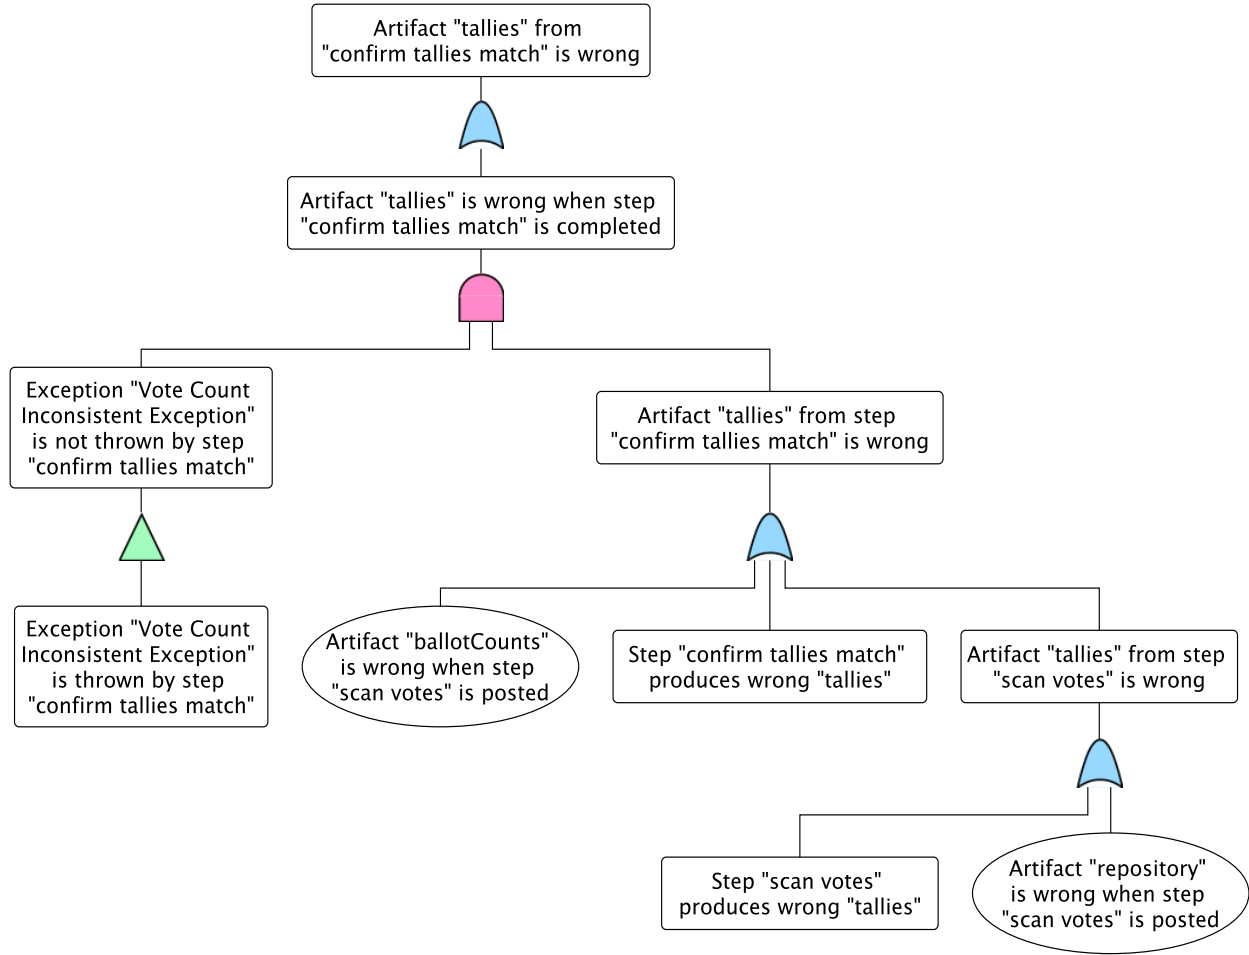 Artifact "tallies" from
"confirm tallies match" is wrong
Artifact "tallies" is wrong when step
"confirm tallies match" is completed
Exception "Vote Count
Inconsistent Exception"
is not thrown by step
"confirm tallies match"
Artifact "tallies" from step
"confirm tallies match" is wrong
Exception "Vote Count
Inconsistent Exception"
is thrown by step
"confirm tallies match"
Artifact "ballotCounts"
is wrong when step
"scan votes" is posted
Step "confirm tallies match"
produces wrong "tallies"
Artifact "tallies" from step
"scan votes" is wrong
Step "scan votes"
produces wrong "tallies"
Artifact "repository"
is wrong when step
"scan votes" is posted